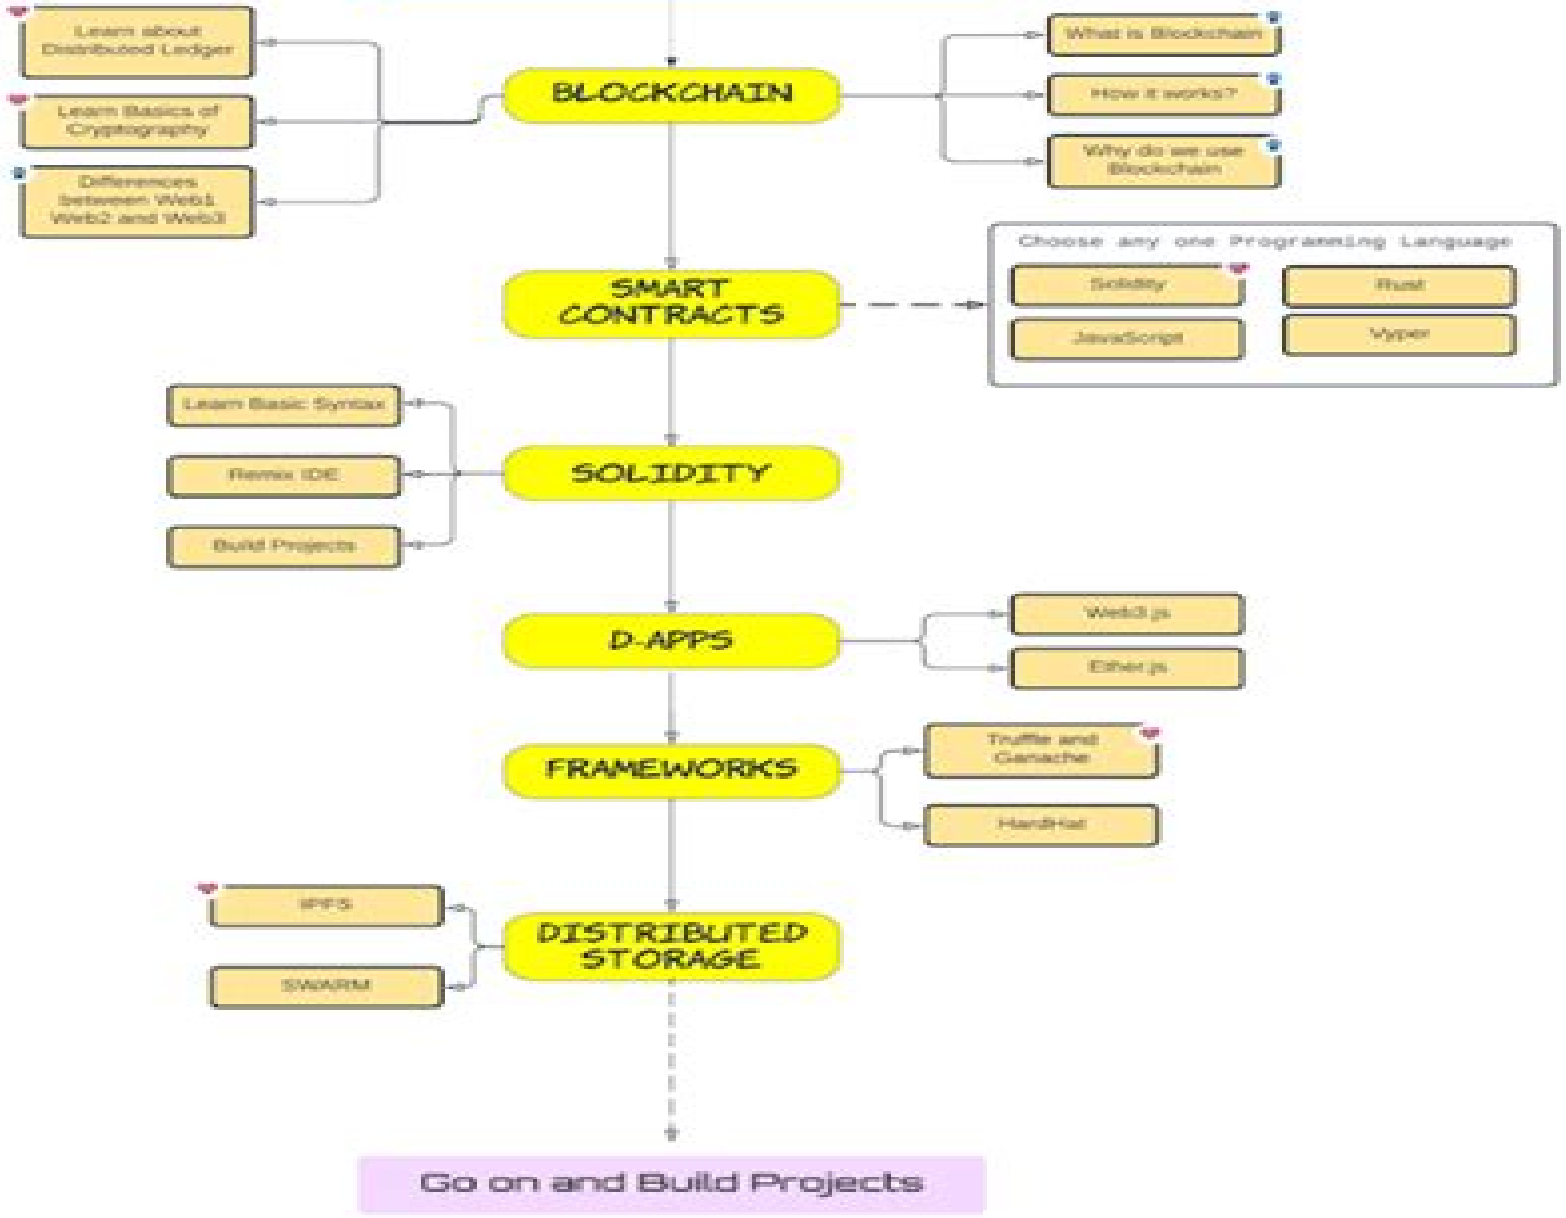 Learn about
Distributed Ledger
Learn Basics of
Cryptography
Differences
between Web1
Web2 and Web3
BLOCKCHAIN
What is Blockchain
How it works?
Why do we use
Blockchain
SMART
CONTRACTS
Choose any one Programming Language
Solidity
Rust
JavaScript
Vyper
Learn Basic Syntax
Remix IDE
Build Projects
SOLIDITY
D-APPS
Web3.js
Ether.js
FRAMEWORKS
Truffle and
Ganache
HardHat
IPFS
SWARM
DISTRIBUTED
STORAGE
Go on and Build Projects